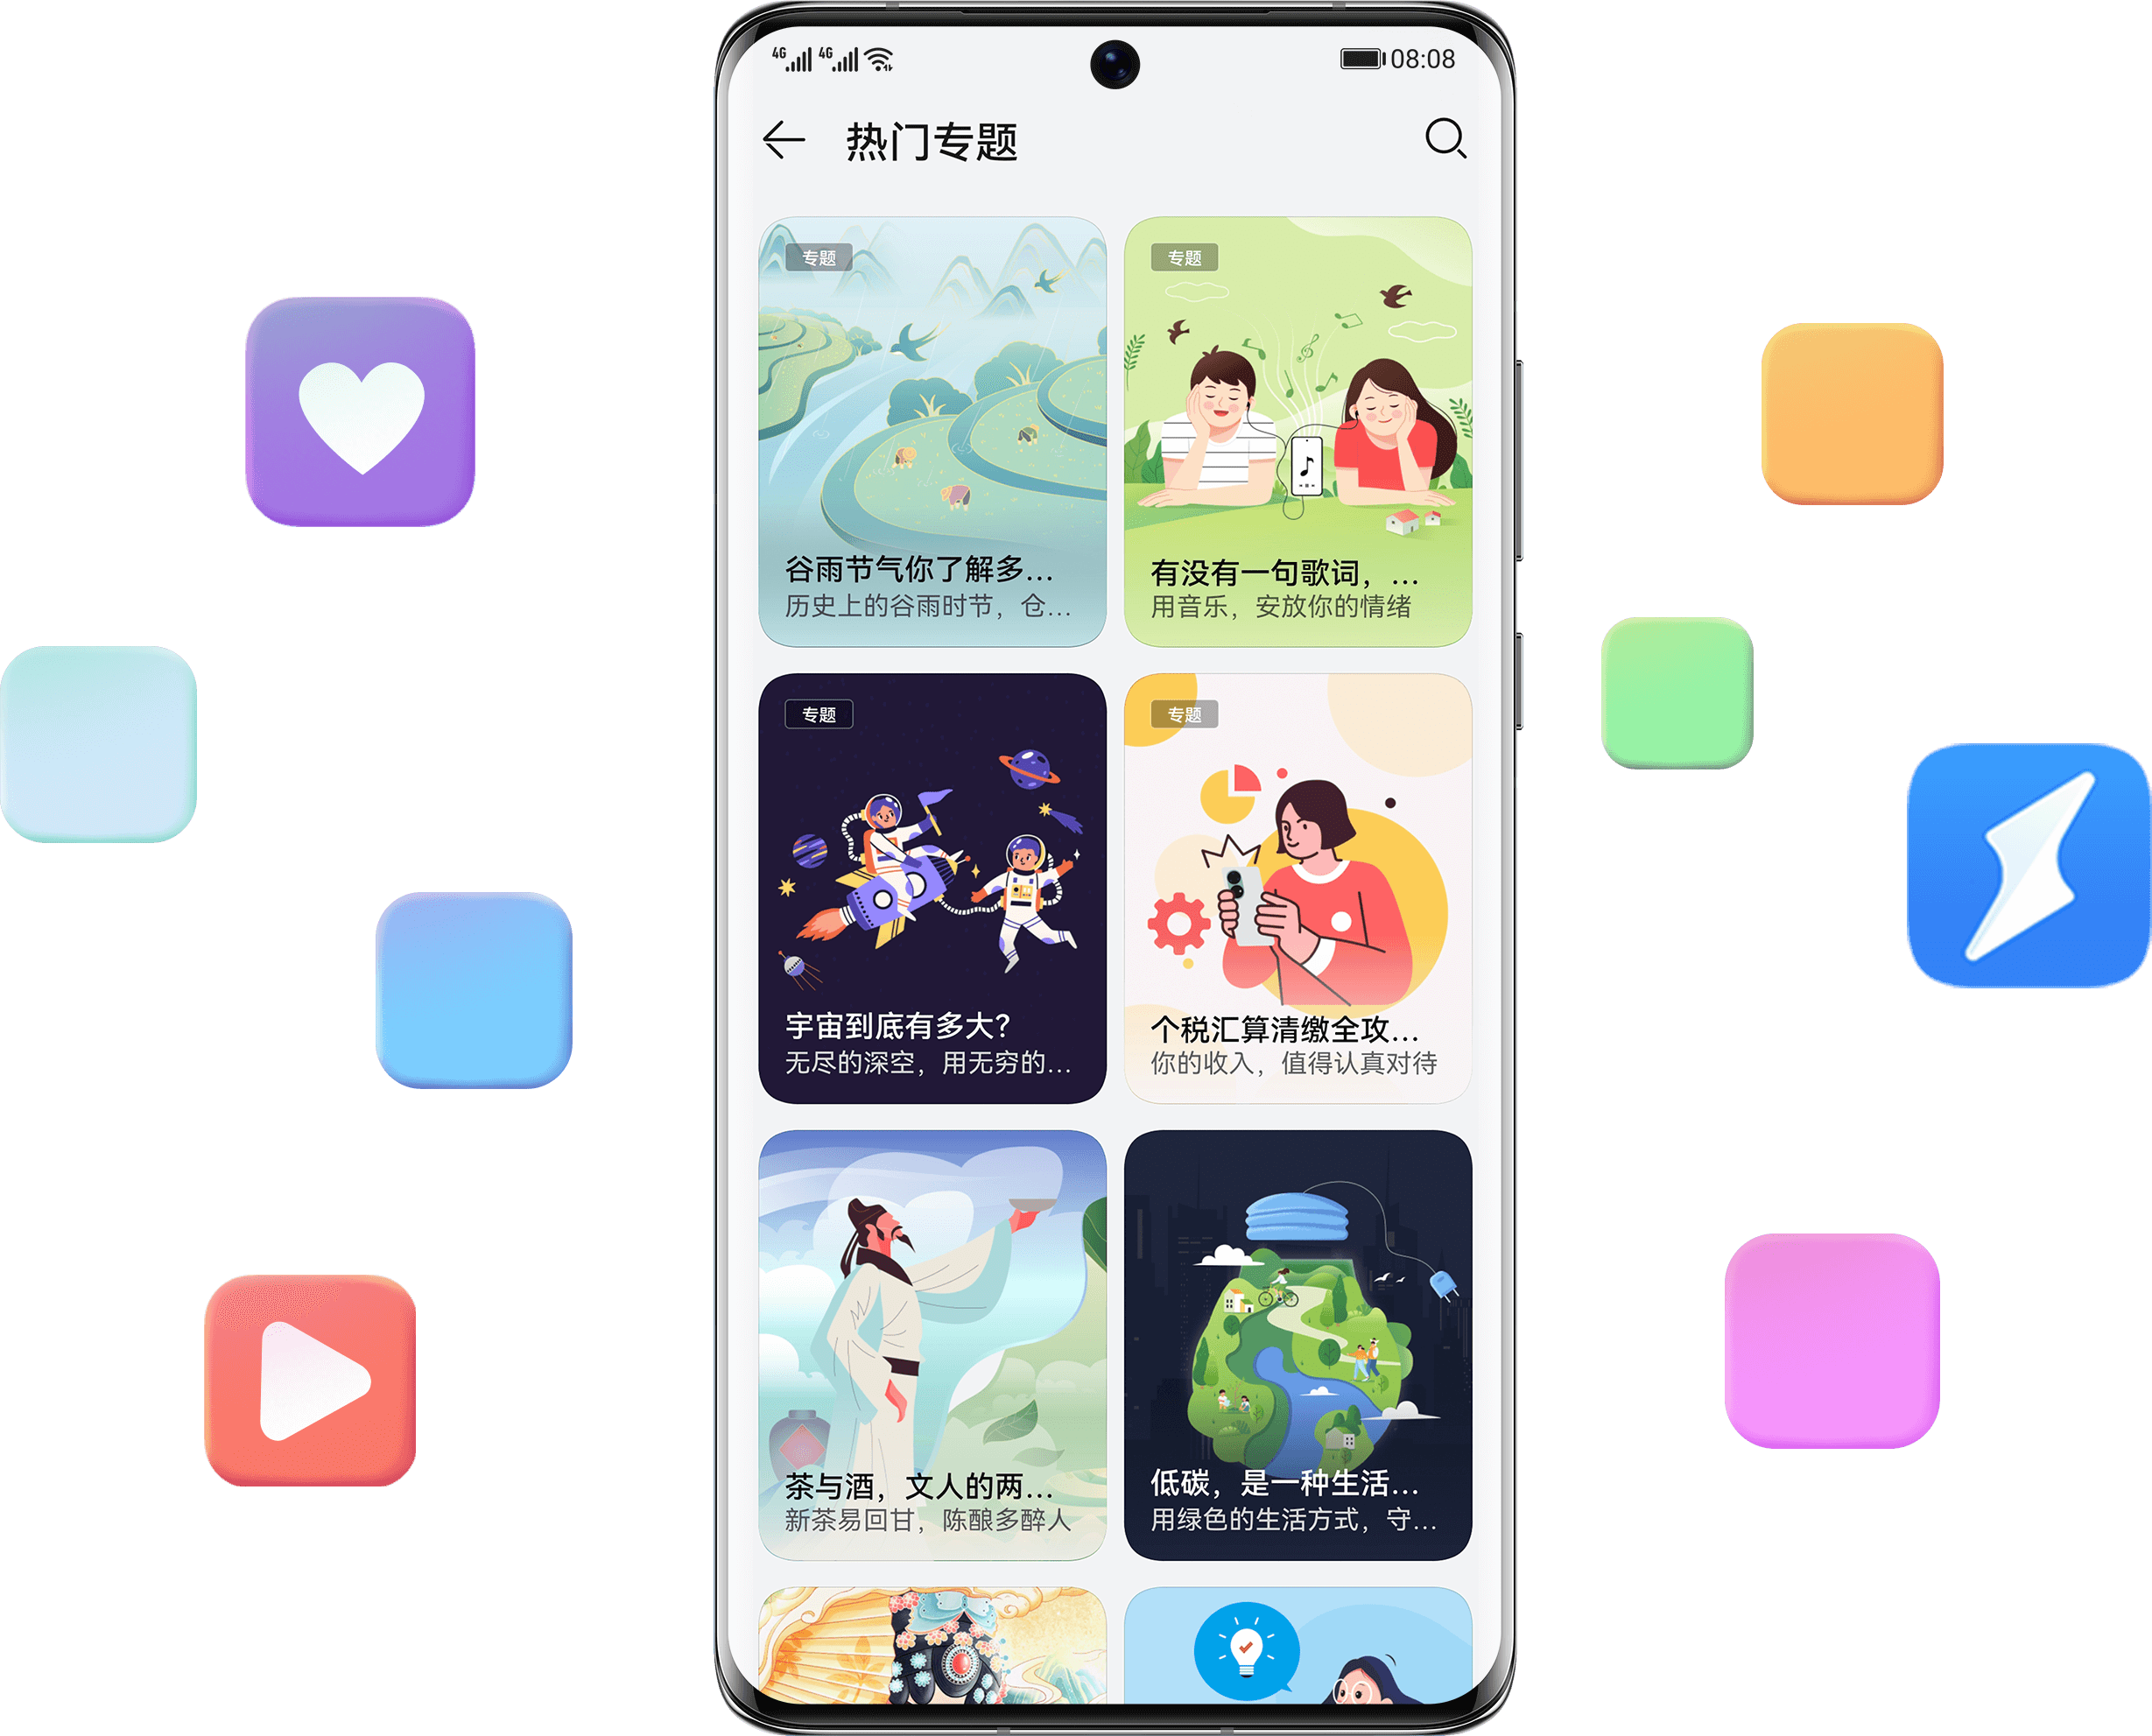 4G 4G 08:08
热门专题
专题
谷雨节气你了解多...
历史上的谷雨时节，仓...
专题
有没有一句歌词，...
用音乐，安放你的情绪
专题
宇宙到底有多大？
无尽的深空，用无穷的...
专题
个税汇算清缴全攻...
你的收入，值得认真对待
茶与酒，文人的两...
新茶易回甘，陈酿多醉人
低碳，是一种生活...
用绿色的生活方式，守...